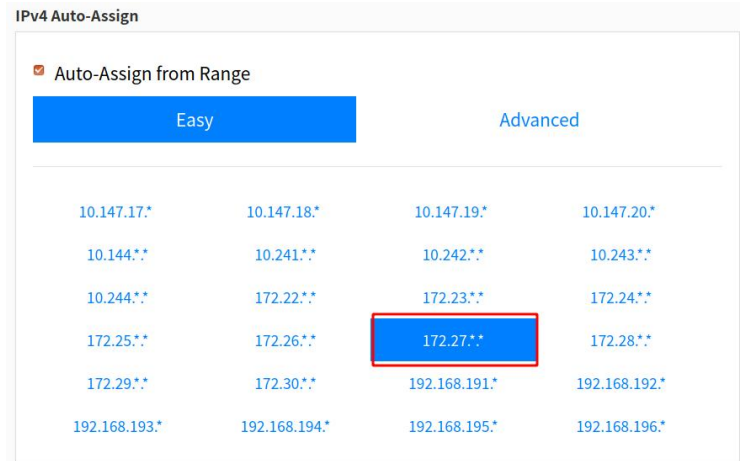 IPv4 Auto-Assign
Auto-Assign from Range
Easy Advanced
10.147.17.* 10.147.18.* 10.147.19.* 10.147.20.*
10.144.*.* 10.241.*.* 10.242.*.* 10.243.*.*
10.244.*.* 172.22.*.* 172.23.*.* 172.24.*.*
172.25.*.* 172.26.*.* 172.27.*.* 172.28.*.*
172.29.*.* 172.30.*.* 192.168.191.* 192.168.192.*
192.168.193.* 192.168.194.* 192.168.195.* 192.168.196.*